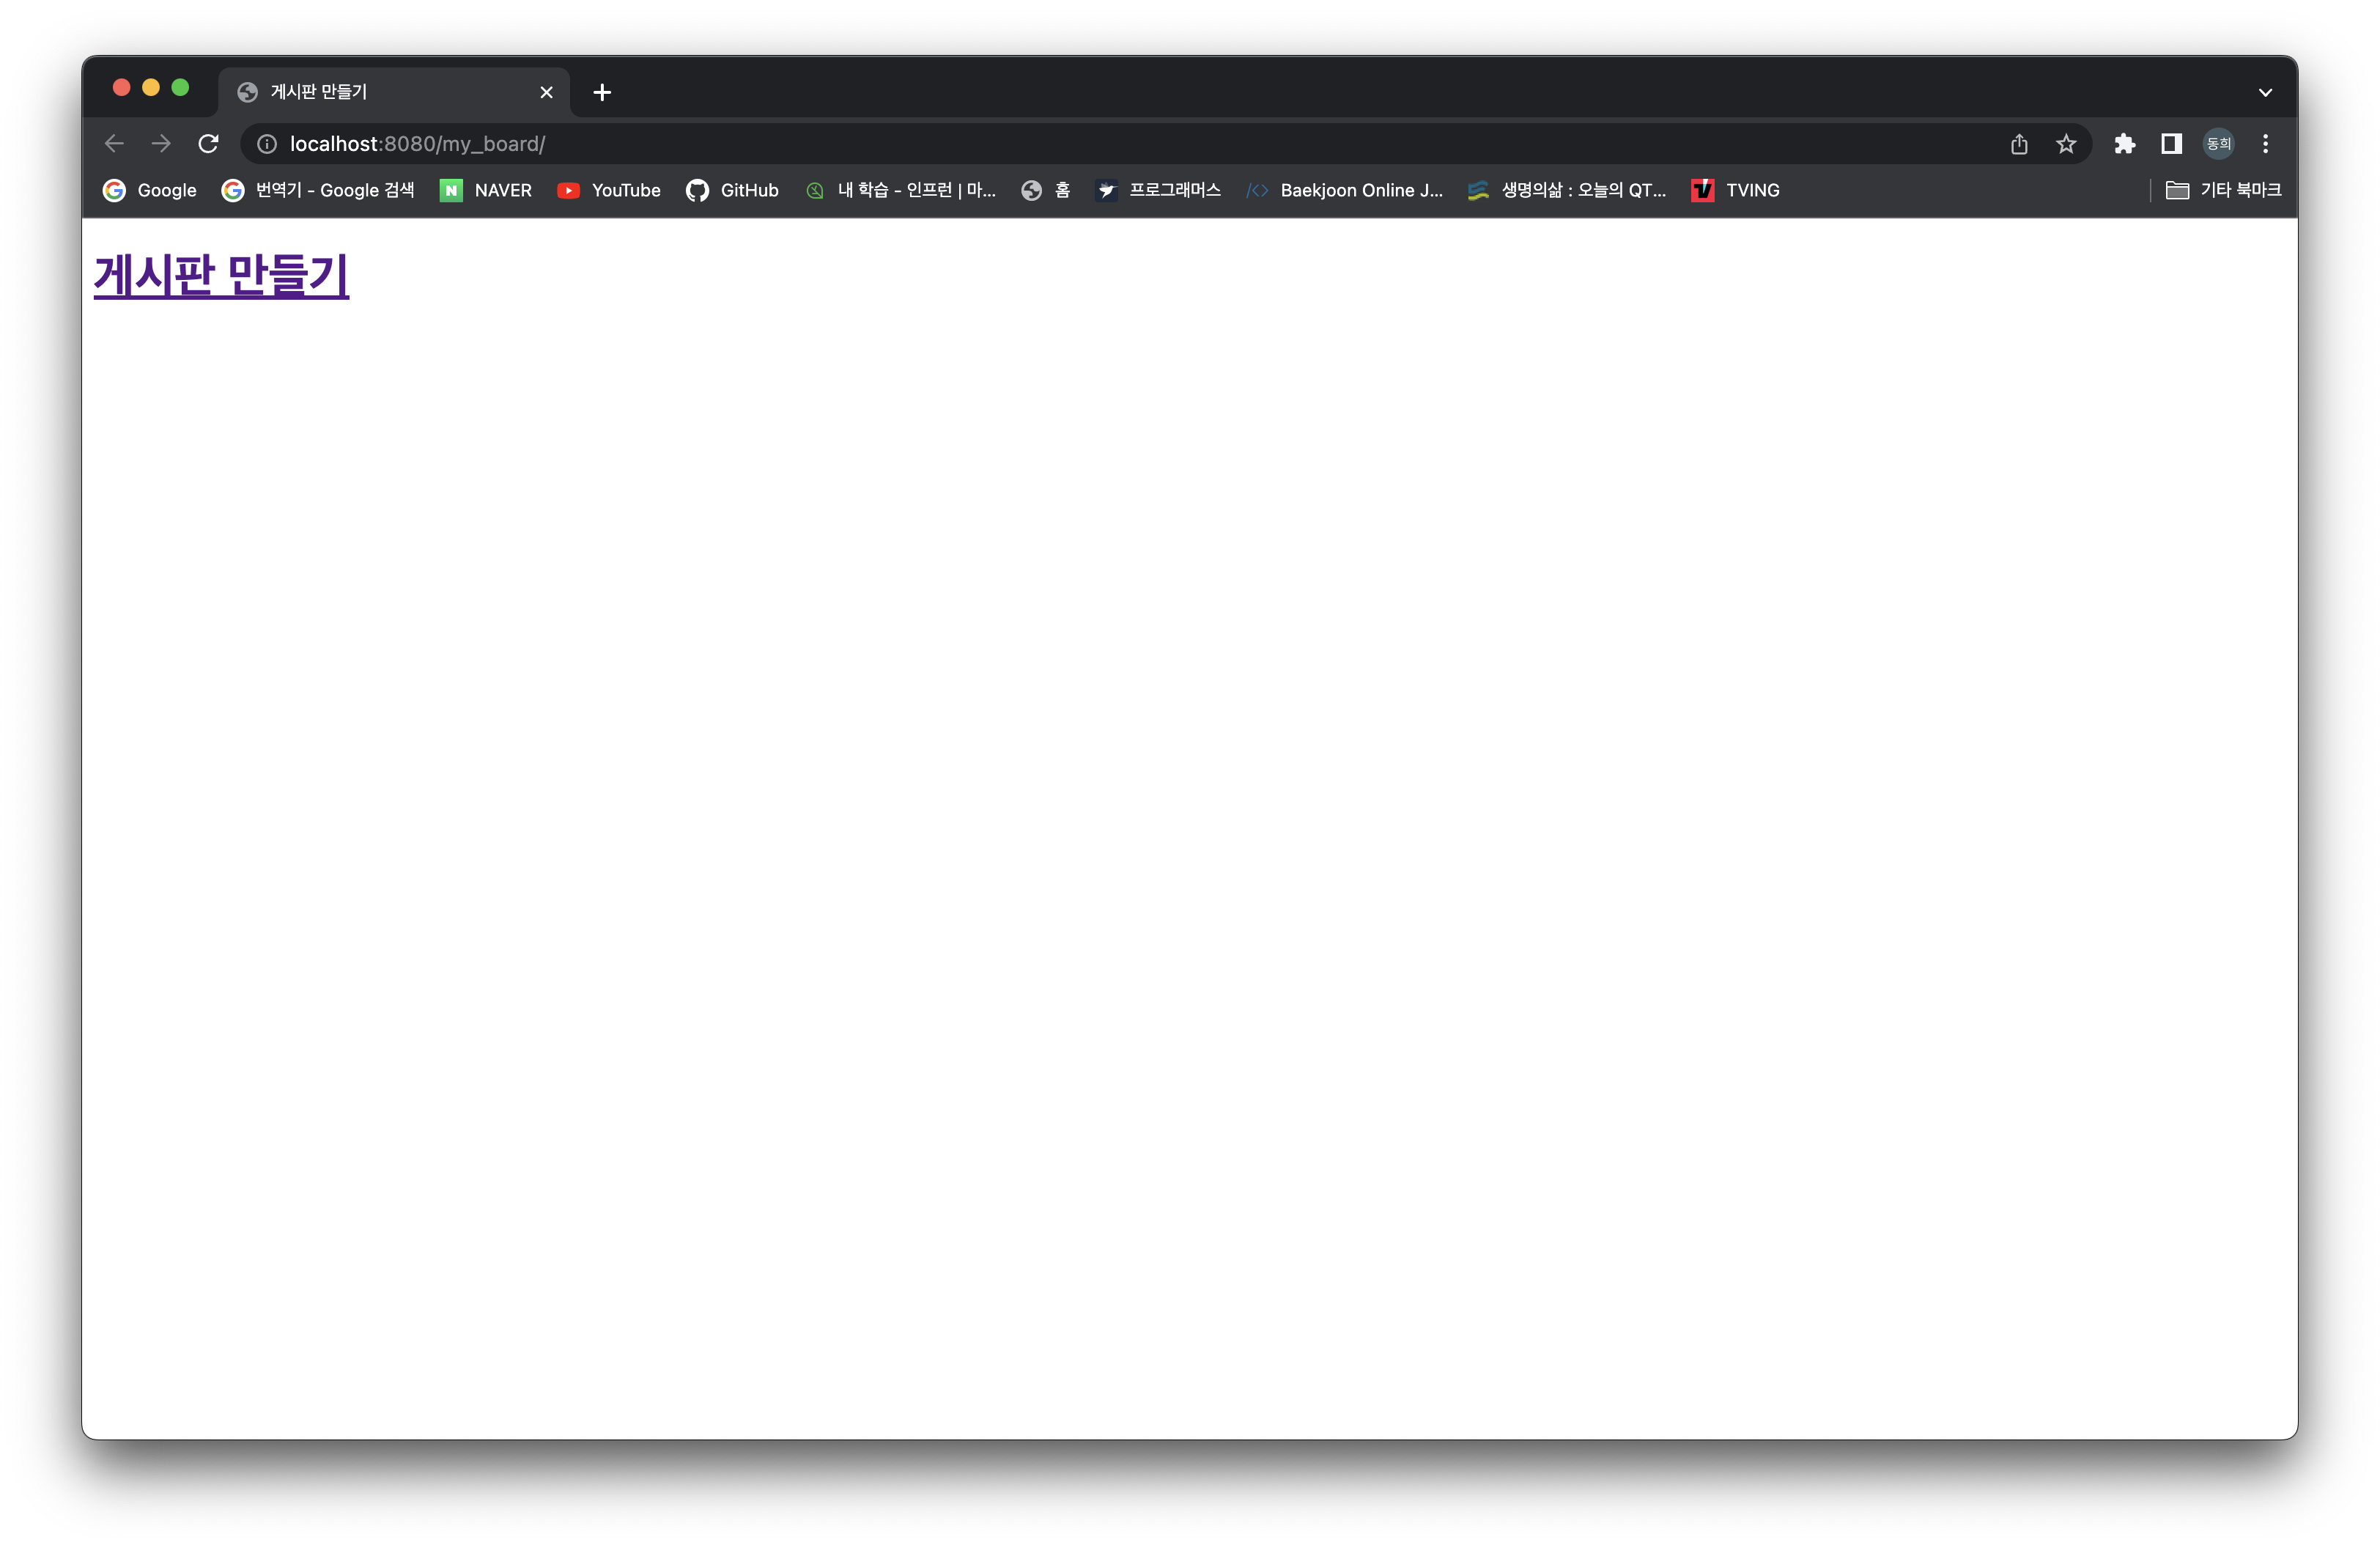 게시판 만들기
localhost:8080/my_board/
동희
Google 번역기 - Google 검색 NAVER YouTube GitHub 내 학습 - 인프런 | 마... 홈 프로그래머스 Baekjoon Online J... 생명의삶 : 오늘의 QT... TVING 기타 북마크
게시판 만들기